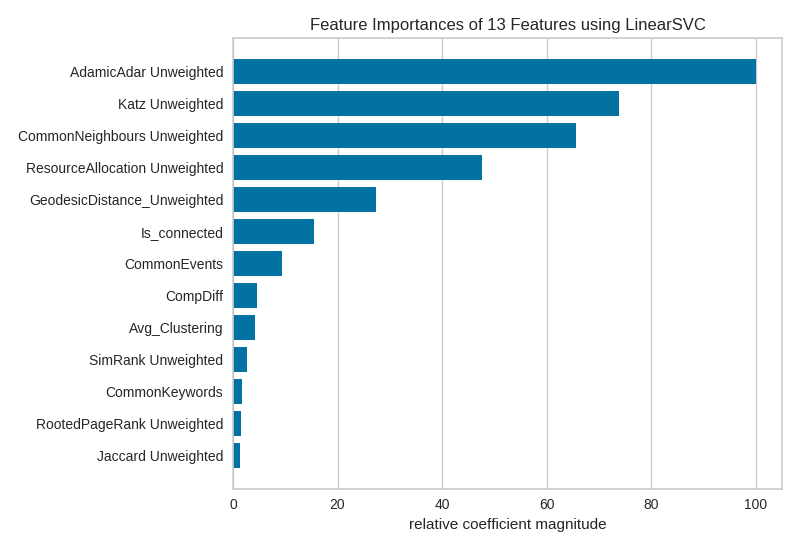 Feature Importances of 13 Features using LinearSVC
AdamicAdar Unweighted
Katz Unweighted
CommonNeighbours Unweighted
ResourceAllocation Unweighted
GeodesicDistance_Unweighted
Is_connected
CommonEvents
CompDiff
Avg_Clustering
SimRank Unweighted
CommonKeywords
RootedPageRank Unweighted
Jaccard Unweighted
0 20 40 60 80 100
relative coefficient magnitude